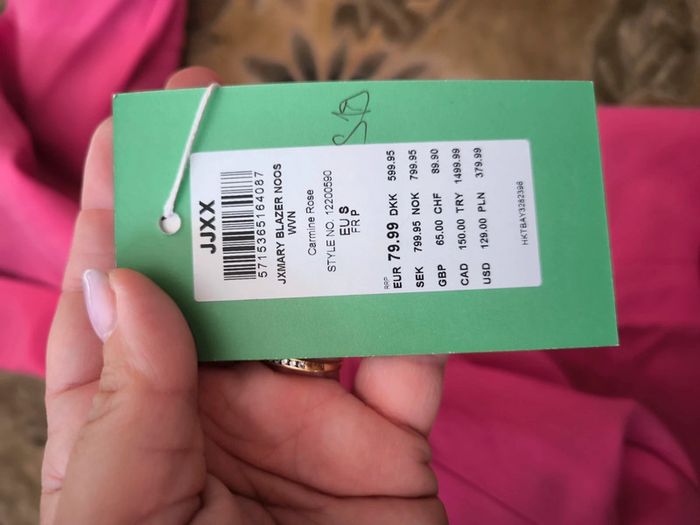 JJXX
5715365164087
JXMARY BLAZER NOOS
WVN
Carmine Rose
STYLE NO. 12200590
EU S
FR P
RRP
EUR 79.99 DKK 599.95
SEK 799.95 NOK 799.95
GBP 65.00 CHF 89.90
CAD 150.00 TRY 1499.99
USD 129.00 PLN 379.99
HKTBAY3282398